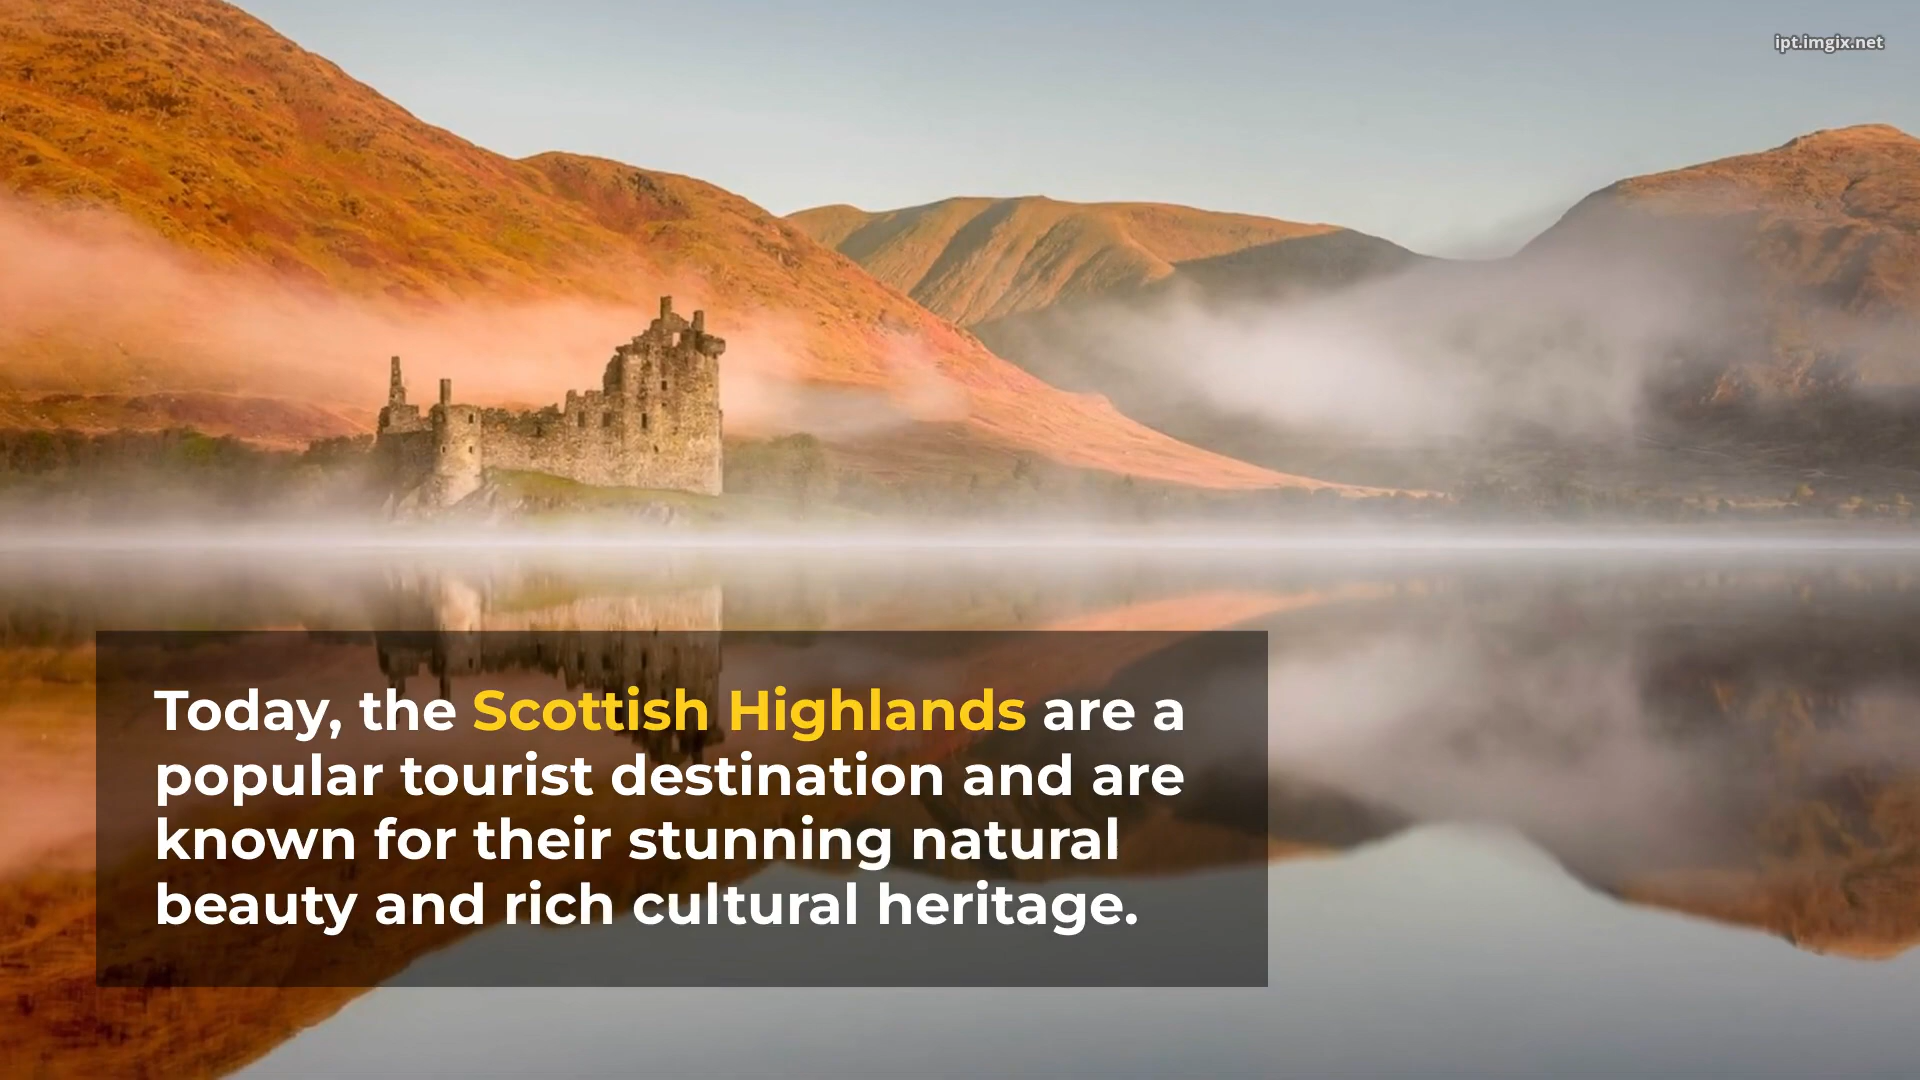 ipt.imgix.net
Today, the Scottish Highlands are a
popular tourist destination and are
known for their stunning natural
beauty and rich cultural heritage.